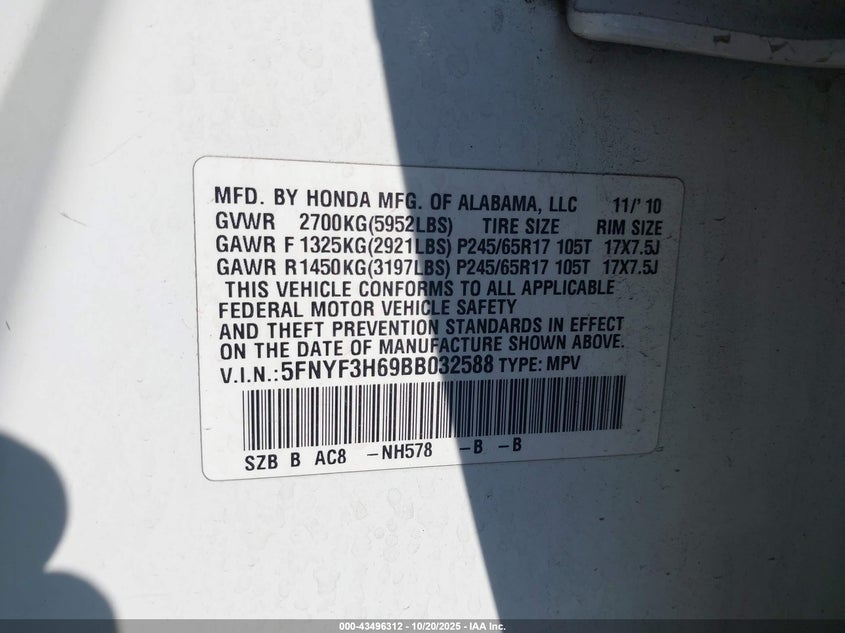 MFD. BY HONDA MFG. OF ALABAMA, LLC 11/'10
GVWR 2700KG(5952LBS) TIRE SIZE RIM SIZE
GAWR F 1325KG(2921LBS) P245/65R17 105T 17X7.5J
GAWR R 1450KG(3197LBS) P245/65R17 105T 17X7.5J
THIS VEHICLE CONFORMS TO ALL APPLICABLE
FEDERAL MOTOR VEHICLE SAFETY
AND THEFT PREVENTION STANDARDS IN EFFECT
ON THE DATE OF MANUFACTURE SHOWN ABOVE.
V.I.N.:5FNYF3H69BB032588 TYPE: MPV
SZB B AC8 -NH578 -B -B
000-43496312 - 10/20/2025 - IAA Inc.